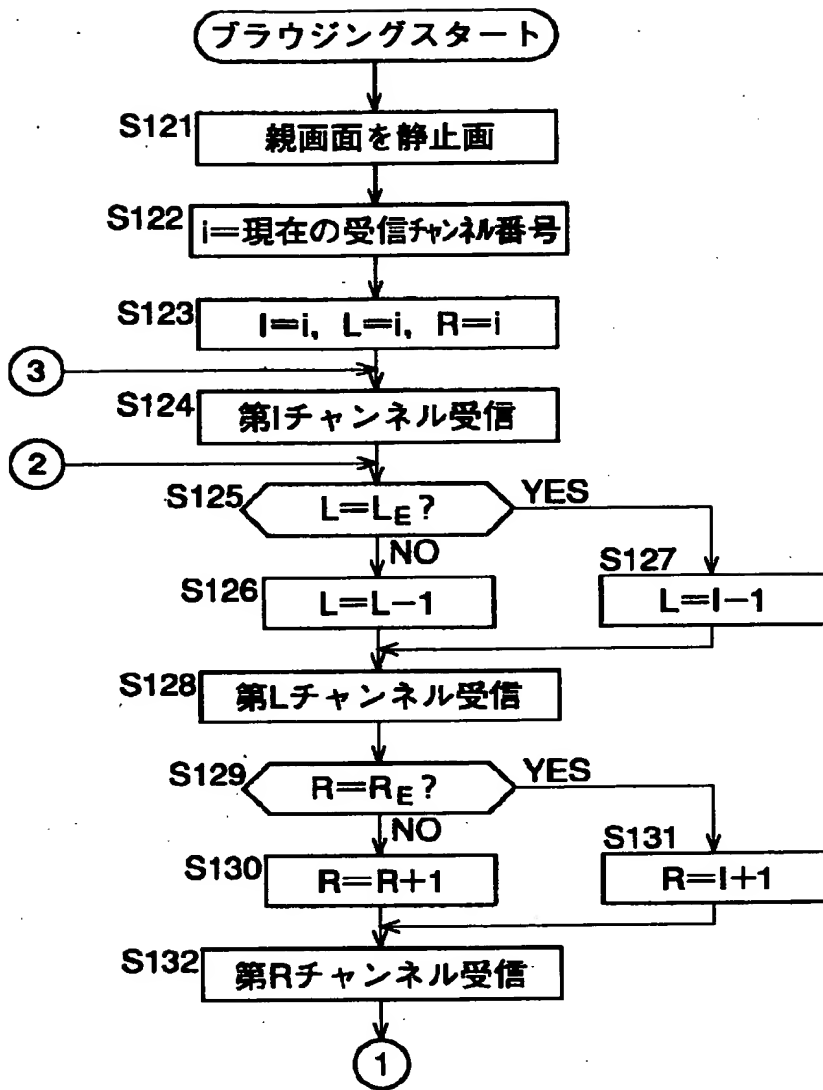 ブラウジングスタート
S121
親画面を静止画
S122
i=現在の受信チャンネル番号
S123
I=i, L=i, R=i
3
S124
第Iチャンネル受信
2
S125
L=LE?
YES
NO
S126
L=L-1
S127
L=I-1
S128
第Lチャンネル受信
S129
R=RE?
YES
NO
S130
R=R+1
S131
R=I+1
S132
第Rチャンネル受信
1